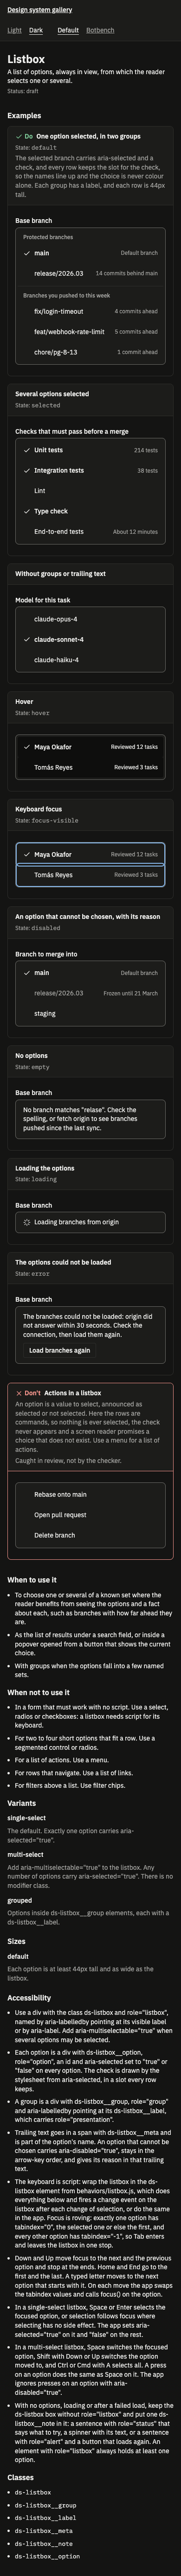 Design system gallery
Light Dark Default Botbench
Listbox
A list of options, always in view, from which the reader
selects one or several.
Status: draft
Examples
✓ Do One option selected, in two groups
State: default
The selected branch carries aria-selected and a
check, and every row keeps the slot for the check,
so the names line up and the choice is never colour
alone. Each group has a label, and each row is 44px
tall.
Base branch
Protected branches
✓ main Default branch
release/2026.03 14 commits behind main
Branches you pushed to this week
fix/login-timeout 4 commits ahead
feat/webhook-rate-limit 5 commits ahead
chore/pg-8-13 1 commit ahead
Several options selected
State: selected
Checks that must pass before a merge
✓ Unit tests 214 tests
✓ Integration tests 38 tests
Lint
✓ Type check
End-to-end tests About 12 minutes
Without groups or trailing text
Model for this task
claude-opus-4
✓ claude-sonnet-4
claude-haiku-4
Hover
State: hover
✓ Maya Okafor Reviewed 12 tasks
Tomás Reyes Reviewed 3 tasks
Keyboard focus
State: focus-visible
✓ Maya Okafor Reviewed 12 tasks
Tomás Reyes Reviewed 3 tasks
An option that cannot be chosen, with its reason
State: disabled
Branch to merge into
✓ main Default branch
release/2026.03 Frozen until 21 March
staging
No options
State: empty
Base branch
No branch matches "relase". Check the
spelling, or fetch origin to see branches
pushed since the last sync.
Loading the options
State: loading
Base branch
Loading branches from origin
The options could not be loaded
State: error
Base branch
The branches could not be loaded: origin did
not answer within 30 seconds. Check the
connection, then load them again.
Load branches again
✕ Don't Actions in a listbox
An option is a value to select, announced as
selected or not selected. Here the rows are
commands, so nothing is ever selected, the check
never appears and a screen reader promises a
choice that does not exist. Use a menu for a list of
actions.
Caught in review, not by the checker.
Rebase onto main
Open pull request
Delete branch
When to use it
• To choose one or several of a known set where the
reader benefits from seeing the options and a fact
about each, such as branches with how far ahead they
are.
• As the list of results under a search field, or inside a
popover opened from a button that shows the current
choice.
• With groups when the options fall into a few named
sets.
When not to use it
• In a form that must work with no script. Use a select,
radios or checkboxes: a listbox needs script for its
keyboard.
• For two to four short options that fit a row. Use a
segmented control or radios.
• For a list of actions. Use a menu.
• For rows that navigate. Use a list of links.
• For filters above a list. Use filter chips.
Variants
single-select
The default. Exactly one option carries aria-
selected="true".
multi-select
Add aria-multiselectable="true" to the listbox. Any
number of options carry aria-selected="true". There is no
modifier class.
grouped
Options inside ds-listbox__group elements, each with a
ds-listbox__label.
Sizes
default
Each option is at least 44px tall and as wide as the
listbox.
Accessibility
• Use a div with the class ds-listbox and role="listbox",
named by aria-labelledby pointing at its visible label
or by aria-label. Add aria-multiselectable="true" when
several options may be selected.
• Each option is a div with ds-listbox__option,
role="option", an id and aria-selected set to "true" or
"false" on every option. The check is drawn by the
stylesheet from aria-selected, in a slot every row
keeps.
• A group is a div with ds-listbox__group, role="group"
and aria-labelledby pointing at its ds-listbox__label,
which carries role="presentation".
• Trailing text goes in a span with ds-listbox__meta and
is part of the option's name. An option that cannot be
chosen carries aria-disabled="true", stays in the
arrow-key order, and gives its reason in that trailing
text.
• The keyboard is script: wrap the listbox in the ds-
listbox element from behaviors/listbox.js, which does
everything below and fires a change event on the
listbox after each change of selection, or do the same
in the app. Focus is roving: exactly one option has
tabindex="0", the selected one or else the first, and
every other option has tabindex="-1", so Tab enters
and leaves the listbox in one stop.
• Down and Up move focus to the next and the previous
option and stop at the ends. Home and End go to the
first and the last. A typed letter moves to the next
option that starts with it. On each move the app swaps
the tabindex values and calls focus() on the option.
• In a single-select listbox, Space or Enter selects the
focused option, or selection follows focus where
selecting has no side effect. The app sets aria-
selected="true" on it and "false" on the rest.
• In a multi-select listbox, Space switches the focused
option, Shift with Down or Up switches the option
moved to, and Ctrl or Cmd with A selects all. A press
on an option does the same as Space on it. The app
ignores presses on an option with aria-
disabled="true".
• With no options, loading or after a failed load, keep the
ds-listbox box without role="listbox" and put one ds-
listbox__note in it: a sentence with role="status" that
says what to try, a spinner with its text, or a sentence
with role="alert" and a button that loads again. An
element with role="listbox" always holds at least one
option.
Classes
• ds-listbox
• ds-listbox__group
• ds-listbox__label
• ds-listbox__meta
• ds-listbox__note
• ds-listbox__option